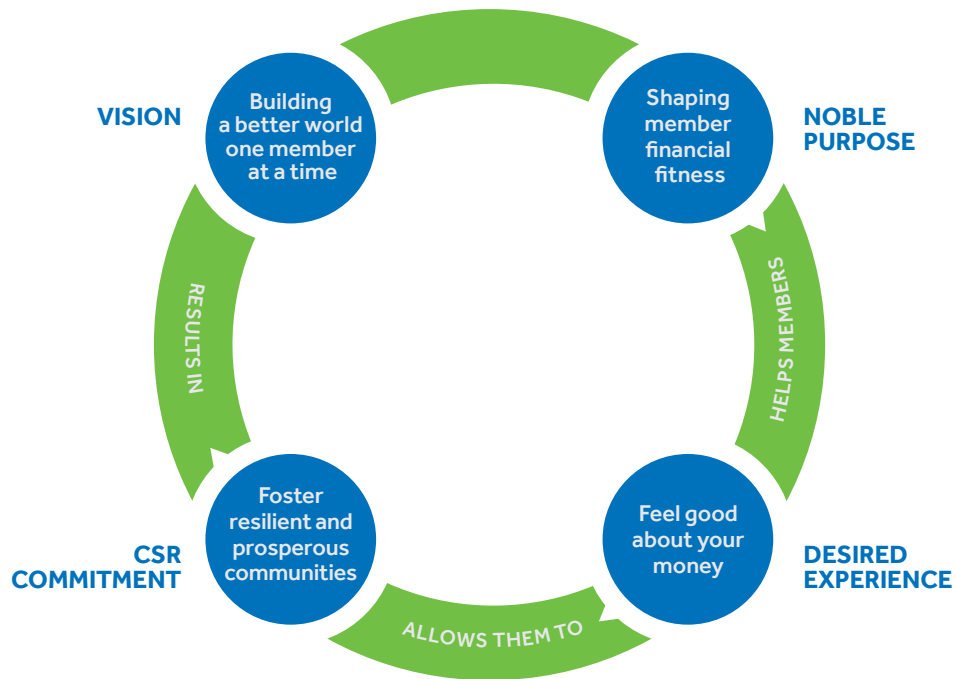 VISION
Building
a better world
one member
at a time
Shaping
member
financial
fitness
NOBLE
PURPOSE
HELPS MEMBERS
Feel good
about your
money
DESIRED
EXPERIENCE
ALLOWS THEM TO
Foster
resilient and
prosperous
communities
CSR
COMMITMENT
RESULTS IN